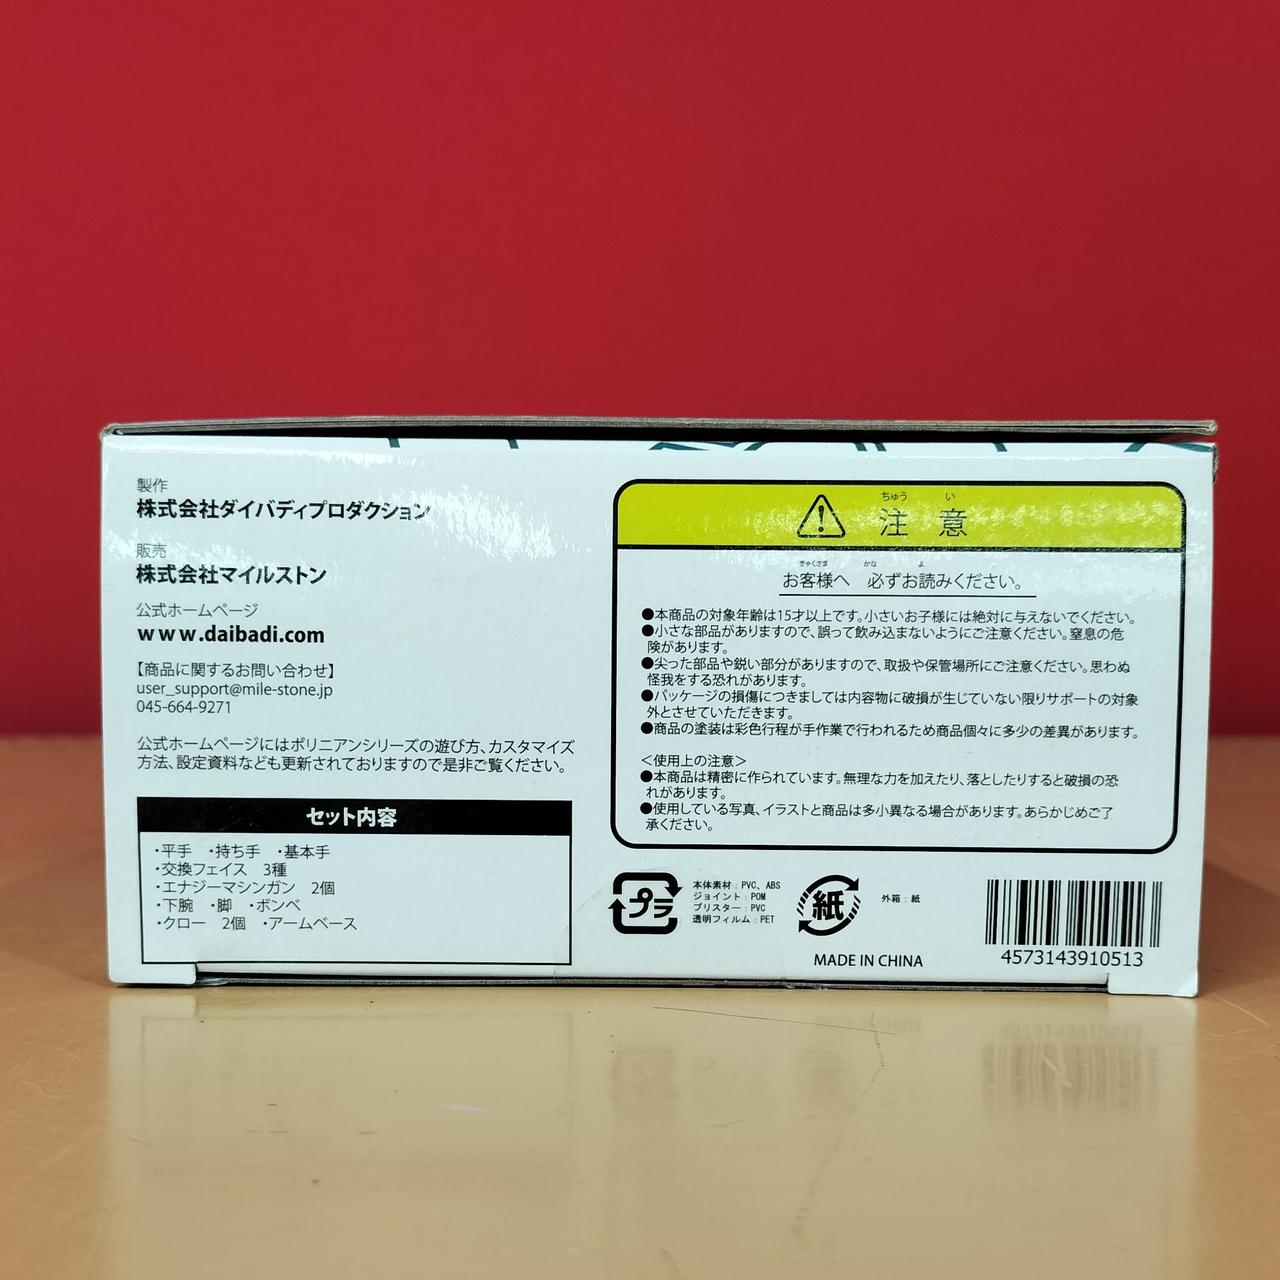 製作
株式会社ダイバディプロダクション
販売
株式会社マイルストン
公式ホームページ
www.daibadi.com
【商品に関するお問い合わせ】
user_support@mile-stone.jp
045-664-9271
公式ホームページにはポリニアンシリーズの遊び方、カスタマイズ
方法、設定資料なども更新されておりますので是非ご覧ください。
セット内容
・平手 ・持ち手 ・基本手
・交換フェイス 3種
・エナジーマシンガン 2個
・下腕 ・脚 ・ボンベ
・クロー 2個 ・アームベース
ちゅう い
注 意
きゃくさま かな よ
お客様へ 必ずお読みください。
●本商品の対象年齢は15才以上です。小さいお子様には絶対に与えないでください。
●小さな部品がありますので、誤って飲み込まないようにご注意ください。窒息の危
険があります。
●尖った部品や鋭い部分がありますので、取扱や保管場所にご注意ください。思わぬ
怪我をする恐れがあります。
●パッケージの損傷につきましては内容物に破損が生じていない限りサポートの対象
外とさせていただきます。
●商品の塗装は彩色行程が手作業で行われるため商品個々に多少の差異があります。
＜使用上の注意＞
●本商品は精密に作られています。無理な力を加えたり、落としたりすると破損の恐
れがあります。
●使用している写真、イラストと商品は多小異なる場合があります。あらかじめご了
承ください。
プラ
本体素材：PVC、ABS
ジョイント：POM
ブリスター：PVC
透明フィルム：PET
紙
外箱：紙
MADE IN CHINA
4573143910513